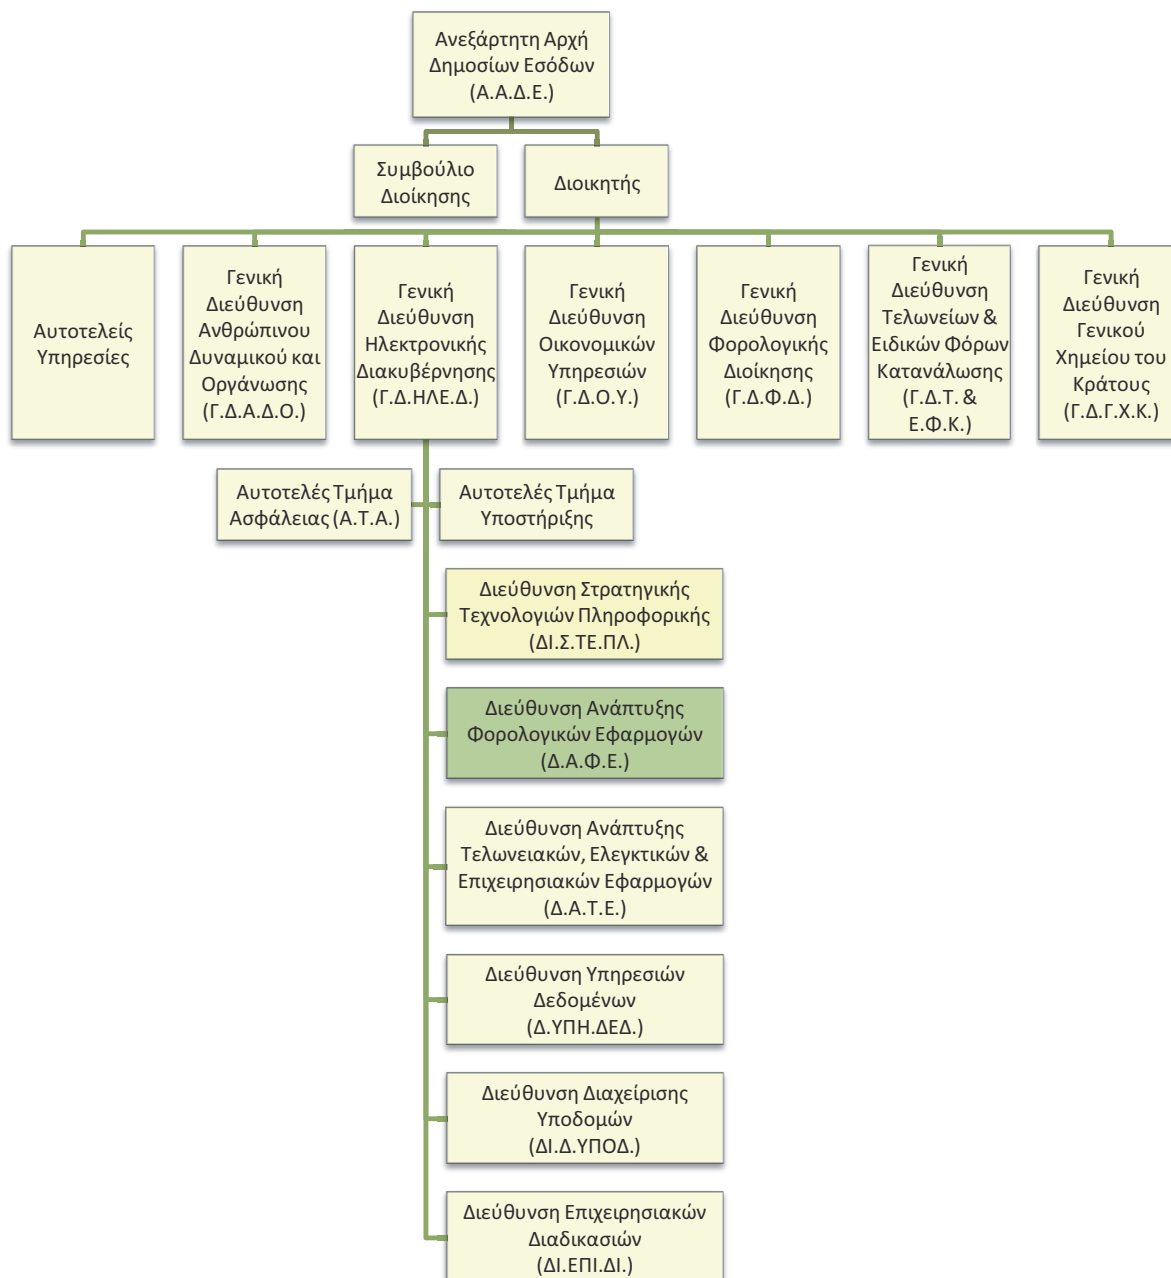 Ανεξάρτητη Αρχή
Δημοσίων Εσόδων
(Α.Α.Δ.Ε.)
Συμβούλιο
Διοίκησης
Διοικητής
Αυτοτελείς
Υπηρεσίες
Γενική
Διεύθυνση
Ανθρώπινου
Δυναμικού και
Οργάνωσης
(Γ.Δ.Α.Δ.Ο.)
Γενική
Διεύθυνση
Ηλεκτρονικής
Διακυβέρνησης
(Γ.Δ.ΗΛΕ.Δ.)
Γενική
Διεύθυνση
Οικονομικών
Υπηρεσιών
(Γ.Δ.Ο.Υ.)
Γενική
Διεύθυνση
Φορολογικής
Διοίκησης
(Γ.Δ.Φ.Δ.)
Γενική
Διεύθυνση
Τελωνείων &
Ειδικών Φόρων
Κατανάλωσης
(Γ.Δ.Τ. &
Ε.Φ.Κ.)
Γενική
Διεύθυνση
Γενικού
Χημείου του
Κράτους
(Γ.Δ.Γ.Χ.Κ.)
Αυτοτελές Τμήμα
Ασφάλειας (Α.Τ.Α.)
Αυτοτελές Τμήμα
Υποστήριξης
Διεύθυνση Στρατηγικής
Τεχνολογιών Πληροφορικής
(ΔΙ.Σ.ΤΕ.ΠΛ.)
Διεύθυνση Ανάπτυξης
Φορολογικών Εφαρμογών
(Δ.Α.Φ.Ε.)
Διεύθυνση Ανάπτυξης
Τελωνειακών, Ελεγκτικών &
Επιχειρησιακών Εφαρμογών
(Δ.Α.Τ.Ε.)
Διεύθυνση Υπηρεσιών
Δεδομένων
(Δ.ΥΠΗ.ΔΕΔ.)
Διεύθυνση Διαχείρισης
Υποδομών
(ΔΙ.Δ.ΥΠΟΔ.)
Διεύθυνση Επιχειρησιακών
Διαδικασιών
(ΔΙ.ΕΠΙ.ΔΙ.)